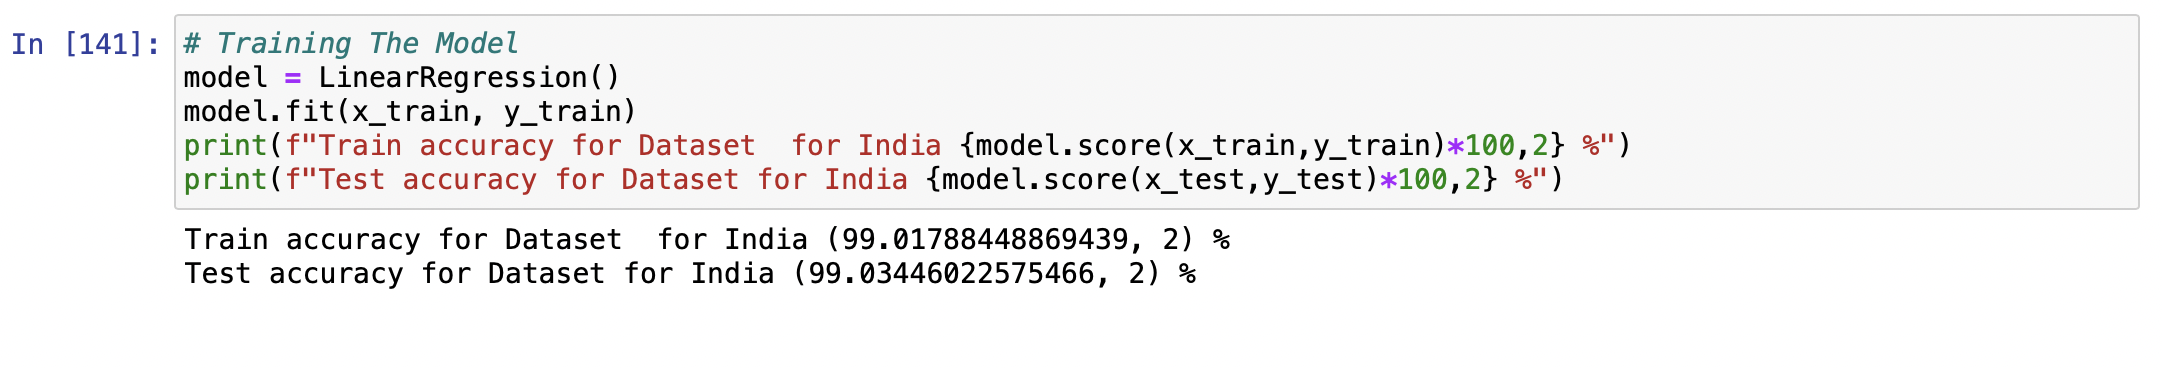 In [141]: # Training The Model
model = LinearRegression()
model.fit(x_train, y_train)
print(f"Train accuracy for Dataset  for India {model.score(x_train,y_train)*100,2} %")
print(f"Test accuracy for Dataset for India {model.score(x_test,y_test)*100,2} %")
Train accuracy for Dataset  for India (99.01788448869439, 2) %
Test accuracy for Dataset for India (99.03446022575466, 2) %